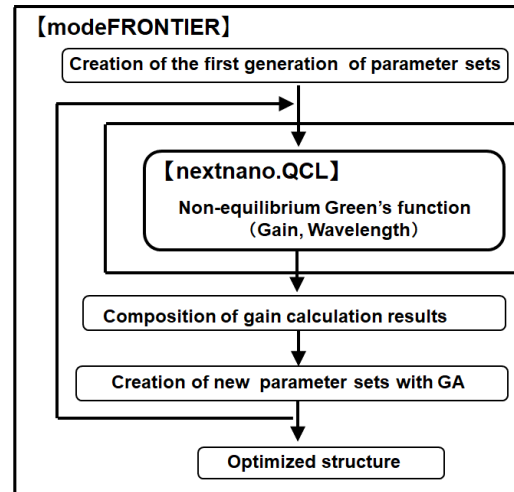 【modeFRONTIER】
Creation of the first generation of parameter sets
【nextnano.QCL】
Non-equilibrium Green's function
（Gain, Wavelength）
Composition of gain calculation results
Creation of new parameter sets with GA
Optimized structure